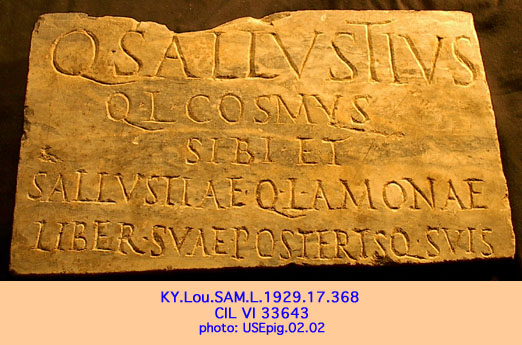 Q·SALLVSTIVS
Q·L·COSMVS
SIBI·ET
SALLVSTIAE·Q·L·AMONAE
LIBER·SVAE POSTERISQ·SVIS
KY.Lou.SAM.L.1929.17.368
CIL VI 33643
photo: USEpig.02.02